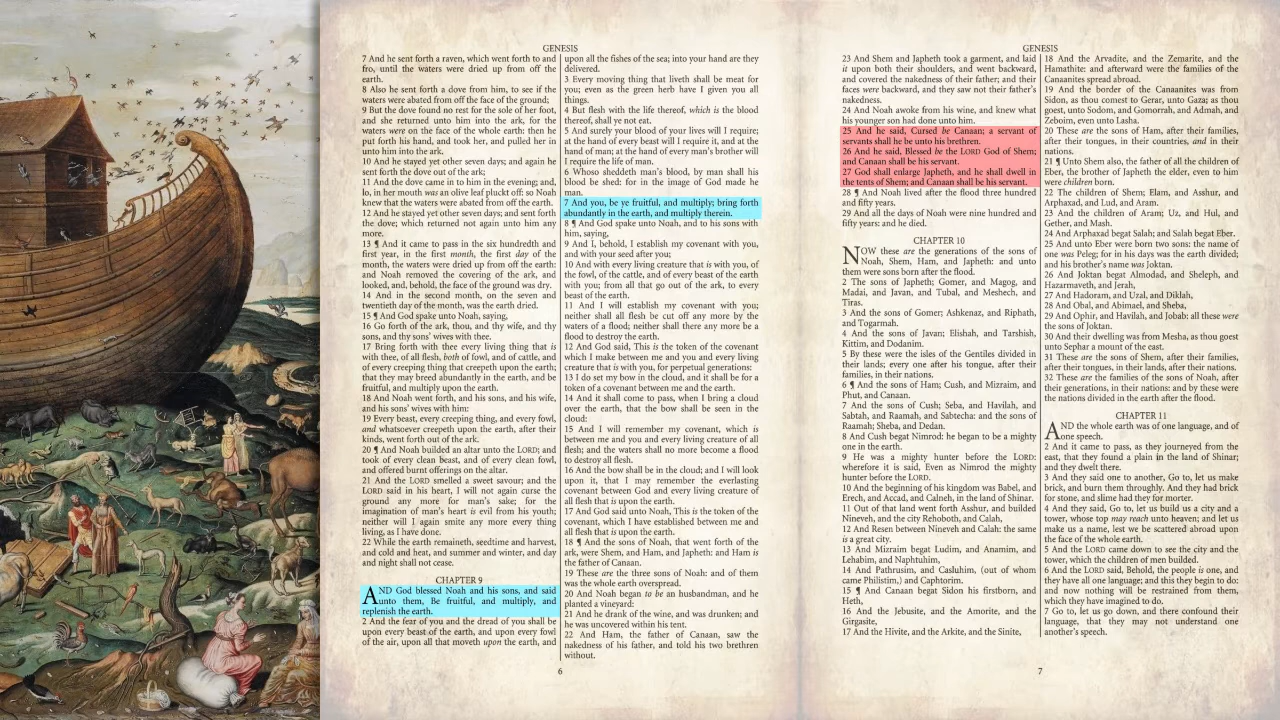 GENESIS
7 And he sent forth a raven, which went forth to and
fro, until the waters were dried up from off the
earth.
8 Also he sent forth a dove from him, to see if the
waters were abated from off the face of the ground;
9 But the dove found no rest for the sole of her foot,
and she returned unto him into the ark, for the
waters were on the face of the whole earth: then he
put forth his hand, and took her, and pulled her in
unto him into the ark.
10 And he stayed yet other seven days; and again he
sent forth the dove out of the ark;
11 And the dove came in to him in the evening; and,
lo, in her mouth was an olive leaf pluckt off: so Noah
knew that the waters were abated from off the earth.
12 And he stayed yet other seven days; and sent forth
the dove; which returned not again unto him any
more.
13 ¶ And it came to pass in the six hundredth and
first year, in the first month, the first day of the
month, the waters were dried up from off the earth:
and Noah removed the covering of the ark, and
looked, and, behold, the face of the ground was dry.
14 And in the second month, on the seven and
twentieth day of the month, was the earth dried.
15 ¶ And God spake unto Noah, saying,
16 Go forth of the ark, thou, and thy wife, and thy
sons, and thy sons' wives with thee.
17 Bring forth with thee every living thing that is
with thee, of all flesh, both of fowl, and of cattle, and
of every creeping thing that creepeth upon the earth;
that they may breed abundantly in the earth, and be
fruitful, and multiply upon the earth.
18 And Noah went forth, and his sons, and his wife,
and his sons' wives with him:
19 Every beast, every creeping thing, and every fowl,
and whatsoever creepeth upon the earth, after their
kinds, went forth out of the ark.
20 ¶ And Noah builded an altar unto the LORD; and
took of every clean beast, and of every clean fowl,
and offered burnt offerings on the altar.
21 And the LORD smelled a sweet savour; and the
LORD said in his heart, I will not again curse the
ground any more for man's sake; for the
imagination of man's heart is evil from his youth;
neither will I again smite any more every thing
living, as I have done.
22 While the earth remaineth, seedtime and harvest,
and cold and heat, and summer and winter, and day
and night shall not cease.
CHAPTER 9
AND God blessed Noah and his sons, and said
unto them, Be fruitful, and multiply, and
replenish the earth.
2 And the fear of you and the dread of you shall be
upon every beast of the earth, and upon every fowl
of the air, upon all that moveth upon the earth, and
upon all the fishes of the sea; into your hand are they
delivered.
3 Every moving thing that liveth shall be meat for
you; even as the green herb have I given you all
things.
4 But flesh with the life thereof, which is the blood
thereof, shall ye not eat.
5 And surely your blood of your lives will I require;
at the hand of every beast will I require it, and at the
hand of man; at the hand of every man's brother will
I require the life of man.
6 Whoso sheddeth man's blood, by man shall his
blood be shed: for in the image of God made he
man.
7 And you, be ye fruitful, and multiply; bring forth
abundantly in the earth, and multiply therein.
8 ¶ And God spake unto Noah, and to his sons with
him, saying,
9 And I, behold, I establish my covenant with you,
and with your seed after you;
10 And with every living creature that is with you, of
the fowl, of the cattle, and of every beast of the earth
with you; from all that go out of the ark, to every
beast of the earth.
11 And I will establish my covenant with you;
neither shall all flesh be cut off any more by the
waters of a flood; neither shall there any more be a
flood to destroy the earth.
12 And God said, This is the token of the covenant
which I make between me and you and every living
creature that is with you, for perpetual generations:
13 I do set my bow in the cloud, and it shall be for a
token of a covenant between me and the earth.
14 And it shall come to pass, when I bring a cloud
over the earth, that the bow shall be seen in the
cloud:
15 And I will remember my covenant, which is
between me and you and every living creature of all
flesh; and the waters shall no more become a flood
to destroy all flesh.
16 And the bow shall be in the cloud; and I will look
upon it, that I may remember the everlasting
covenant between God and every living creature of
all flesh that is upon the earth.
17 And God said unto Noah, This is the token of the
covenant, which I have established between me and
all flesh that is upon the earth.
18 ¶ And the sons of Noah, that went forth of the
ark, were Shem, and Ham, and Japheth: and Ham is
the father of Canaan.
19 These are the three sons of Noah: and of them
was the whole earth overspread.
20 And Noah began to be an husbandman, and he
planted a vineyard:
21 And he drank of the wine, and was drunken; and
he was uncovered within his tent.
22 And Ham, the father of Canaan, saw the
nakedness of his father, and told his two brethren
without.
6
GENESIS
23 And Shem and Japheth took a garment, and laid
it upon both their shoulders, and went backward,
and covered the nakedness of their father; and their
faces were backward, and they saw not their father's
nakedness.
24 And Noah awoke from his wine, and knew what
his younger son had done unto him.
25 And he said, Cursed be Canaan; a servant of
servants shall he be unto his brethren.
26 And he said, Blessed be the LORD God of Shem;
and Canaan shall be his servant.
27 God shall enlarge Japheth, and he shall dwell in
the tents of Shem; and Canaan shall be his servant.
28 ¶ And Noah lived after the flood three hundred
and fifty years.
29 And all the days of Noah were nine hundred and
fifty years: and he died.
CHAPTER 10
NOW these are the generations of the sons of
Noah, Shem, Ham, and Japheth: and unto
them were sons born after the flood.
2 The sons of Japheth; Gomer, and Magog, and
Madai, and Javan, and Tubal, and Meshech, and
Tiras.
3 And the sons of Gomer; Ashkenaz, and Riphath,
and Togarmah.
4 And the sons of Javan; Elishah, and Tarshish,
Kittim, and Dodanim.
5 By these were the isles of the Gentiles divided in
their lands; every one after his tongue, after their
families, in their nations.
6 ¶ And the sons of Ham; Cush, and Mizraim, and
Phut, and Canaan.
7 And the sons of Cush; Seba, and Havilah, and
Sabtah, and Raamah, and Sabtecha: and the sons of
Raamah; Sheba, and Dedan.
8 And Cush begat Nimrod: he began to be a mighty
one in the earth.
9 He was a mighty hunter before the LORD:
wherefore it is said, Even as Nimrod the mighty
hunter before the LORD.
10 And the beginning of his kingdom was Babel, and
Erech, and Accad, and Calneh, in the land of Shinar.
11 Out of that land went forth Asshur, and builded
Nineveh, and the city Rehoboth, and Calah,
12 And Resen between Nineveh and Calah: the same
is a great city.
13 And Mizraim begat Ludim, and Anamim, and
Lehabim, and Naphtuhim,
14 And Pathrusim, and Casluhim, (out of whom
came Philistim,) and Caphtorim.
15 ¶ And Canaan begat Sidon his firstborn, and
Heth,
16 And the Jebusite, and the Amorite, and the
Girgasite,
17 And the Hivite, and the Arkite, and the Sinite,
18 And the Arvadite, and the Zemarite, and the
Hamathite: and afterward were the families of the
Canaanites spread abroad.
19 And the border of the Canaanites was from
Sidon, as thou comest to Gerar, unto Gaza; as thou
goest, unto Sodom, and Gomorrah, and Admah, and
Zeboim, even unto Lasha.
20 These are the sons of Ham, after their families,
after their tongues, in their countries, and in their
nations.
21 ¶ Unto Shem also, the father of all the children of
Eber, the brother of Japheth the elder, even to him
were children born.
22 The children of Shem; Elam, and Asshur, and
Arphaxad, and Lud, and Aram.
23 And the children of Aram; Uz, and Hul, and
Gether, and Mash.
24 And Arphaxad begat Salah; and Salah begat Eber.
25 And unto Eber were born two sons: the name of
one was Peleg; for in his days was the earth divided;
and his brother's name was Joktan.
26 And Joktan begat Almodad, and Sheleph, and
Hazarmaveth, and Jerah,
27 And Hadoram, and Uzal, and Diklah,
28 And Obal, and Abimael, and Sheba,
29 And Ophir, and Havilah, and Jobab: all these were
the sons of Joktan.
30 And their dwelling was from Mesha, as thou goest
unto Sephar a mount of the east.
31 These are the sons of Shem, after their families,
after their tongues, in their lands, after their nations.
32 These are the families of the sons of Noah, after
their generations, in their nations: and by these were
the nations divided in the earth after the flood.
CHAPTER 11
AND the whole earth was of one language, and of
one speech.
2 And it came to pass, as they journeyed from the
east, that they found a plain in the land of Shinar;
and they dwelt there.
3 And they said one to another, Go to, let us make
brick, and burn them throughly. And they had brick
for stone, and slime had they for morter.
4 And they said, Go to, let us build us a city and a
tower, whose top may reach unto heaven; and let us
make us a name, lest we be scattered abroad upon
the face of the whole earth.
5 And the LORD came down to see the city and the
tower, which the children of men builded.
6 And the LORD said, Behold, the people is one, and
they have all one language; and this they begin to do:
and now nothing will be restrained from them,
which they have imagined to do.
7 Go to, let us go down, and there confound their
language, that they may not understand one
another's speech.
7